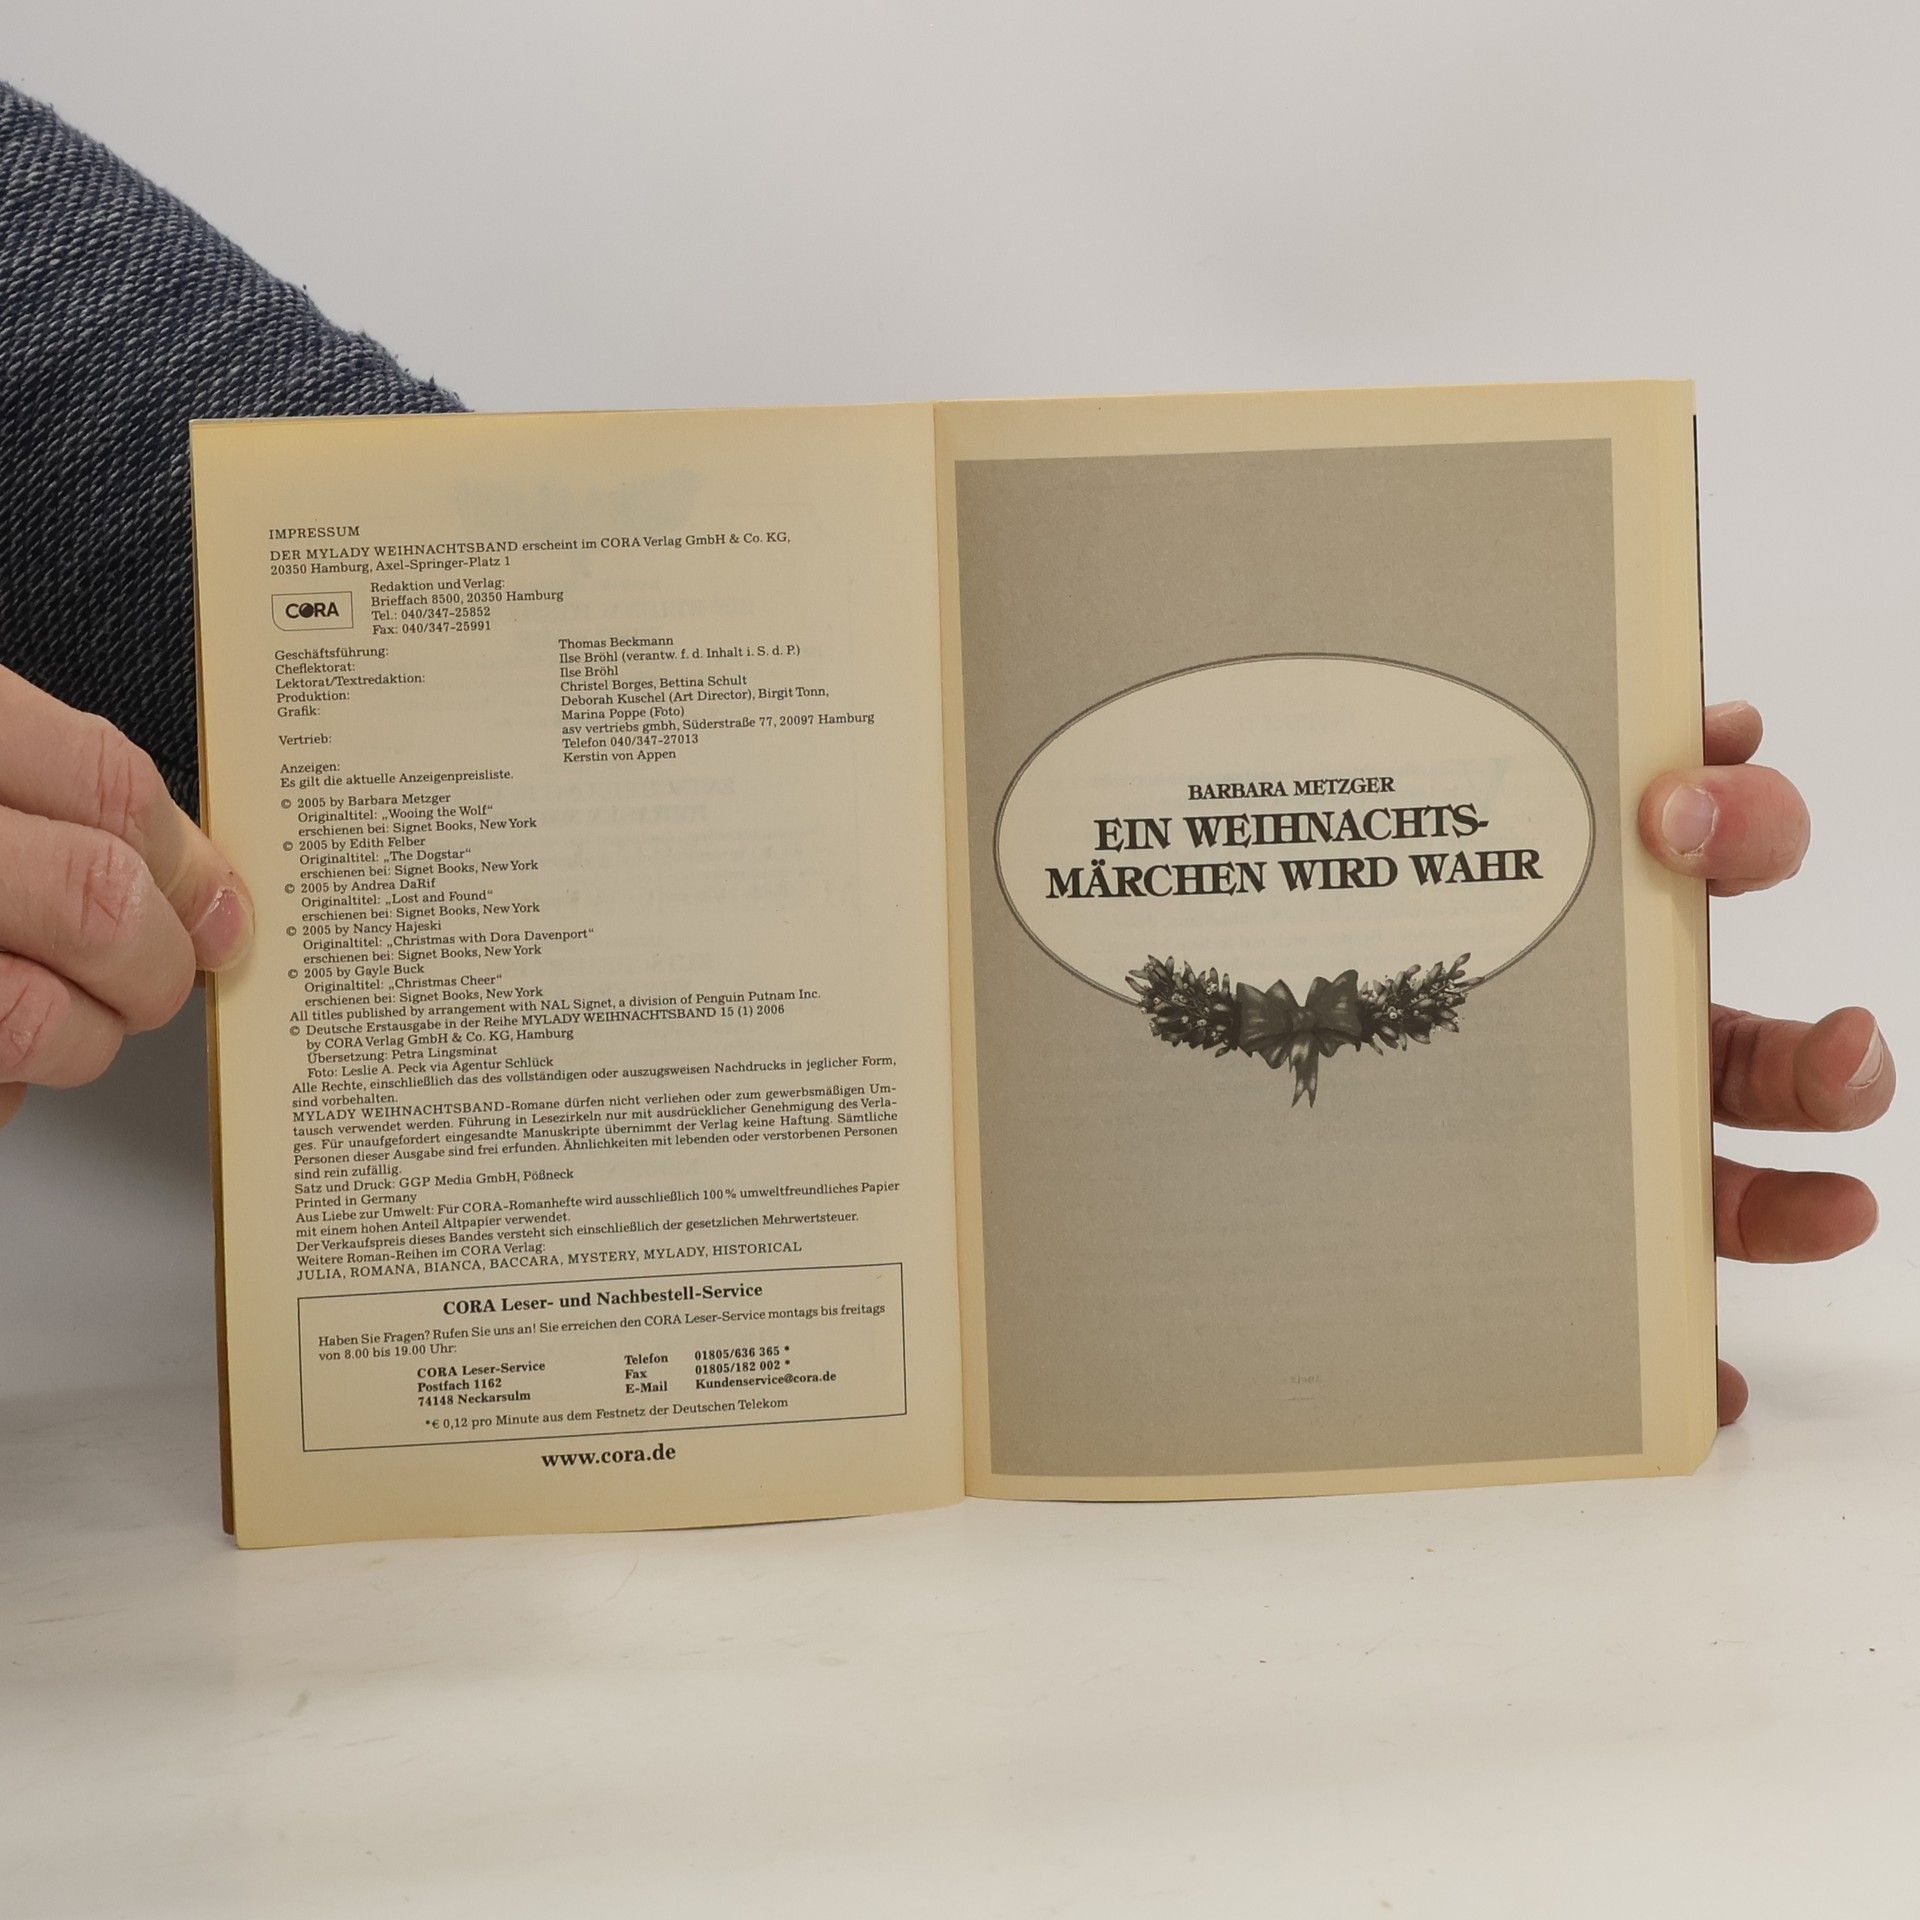 IMPRESSUM
DER MYLADY WEIHNACHTSBAND erscheint im CORA Verlag GmbH & Co. KG,
20350 Hamburg, Axel-Springer-Platz 1
CORA
Redaktion und Verlag:
Brieffach 8500, 20350 Hamburg
Tel.: 040/347-25852
Fax: 040/347-25991
Geschäftsführung: Thomas Beckmann
Cheflektorat: Ilse Bröhl (verantw. f. d. Inhalt i. S. d. P.)
Lektorat/Textredaktion: Ilse Bröhl
Produktion: Christel Borges, Bettina Schult
Grafik: Deborah Kuschel (Art Director), Birgit Tonn,
Marina Poppe (Foto)
Vertrieb: asv vertriebs gmbh, Süderstraße 77, 20097 Hamburg
Telefon 040/347-27013
Anzeigen: Kerstin von Appen
Es gilt die aktuelle Anzeigenpreisliste.
© 2005 by Barbara Metzger
Originaltitel: „Wooing the Wolf“
erschienen bei: Signet Books, New York
© 2005 by Edith Felber
Originaltitel: „The Dogstar“
erschienen bei: Signet Books, New York
© 2005 by Andrea DaRif
Originaltitel: „Lost and Found“
erschienen bei: Signet Books, New York
© 2005 by Nancy Hajeski
Originaltitel: „Christmas with Dora Davenport“
erschienen bei: Signet Books, New York
© 2005 by Gayle Buck
Originaltitel: „Christmas Cheer“
erschienen bei: Signet Books, New York
All titles published by arrangement with NAL Signet, a division of Penguin Putnam Inc.
© Deutsche Erstausgabe in der Reihe MYLADY WEIHNACHTSBAND 15 (1) 2006
by CORA Verlag GmbH & Co. KG, Hamburg
Übersetzung: Petra Lingsminat
Foto: Leslie A. Peck via Agentur Schlück
Alle Rechte, einschließlich das des vollständigen oder auszugsweisen Nachdrucks in jeglicher Form,
sind vorbehalten.
MYLADY WEIHNACHTSBAND-Romane dürfen nicht verliehen oder zum gewerbsmäßigen Um-
tausch verwendet werden. Führung in Lesezirkeln nur mit ausdrücklicher Genehmigung des Verla-
ges. Für unaufgefordert eingesandte Manuskripte übernimmt der Verlag keine Haftung. Sämtliche
Personen dieser Ausgabe sind frei erfunden. Ähnlichkeiten mit lebenden oder verstorbenen Personen
sind rein zufällig.
Satz und Druck: GGP Media GmbH, Pößneck
Printed in Germany
Aus Liebe zur Umwelt: Für CORA-Romanhefte wird ausschließlich 100 % umweltfreundliches Papier
mit einem hohen Anteil Altpapier verwendet.
Der Verkaufspreis dieses Bandes versteht sich einschließlich der gesetzlichen Mehrwertsteuer.
Weitere Roman-Reihen im CORA Verlag:
JULIA, ROMANA, BIANCA, BACCARA, MYSTERY, MYLADY, HISTORICAL
CORA Leser- und Nachbestell-Service
Haben Sie Fragen? Rufen Sie uns an! Sie erreichen den CORA Leser-Service montags bis freitags
von 8.00 bis 19.00 Uhr:
CORA Leser-Service Telefon 01805/636 365 *
Postfach 1162 Fax 01805/182 002 *
74148 Neckarsulm E-Mail Kundenservice@cora.de
*€ 0,12 pro Minute aus dem Festnetz der Deutschen Telekom
www.cora.de
BARBARA METZGER
EIN WEIHNACHTS-
MÄRCHEN WIRD WAHR